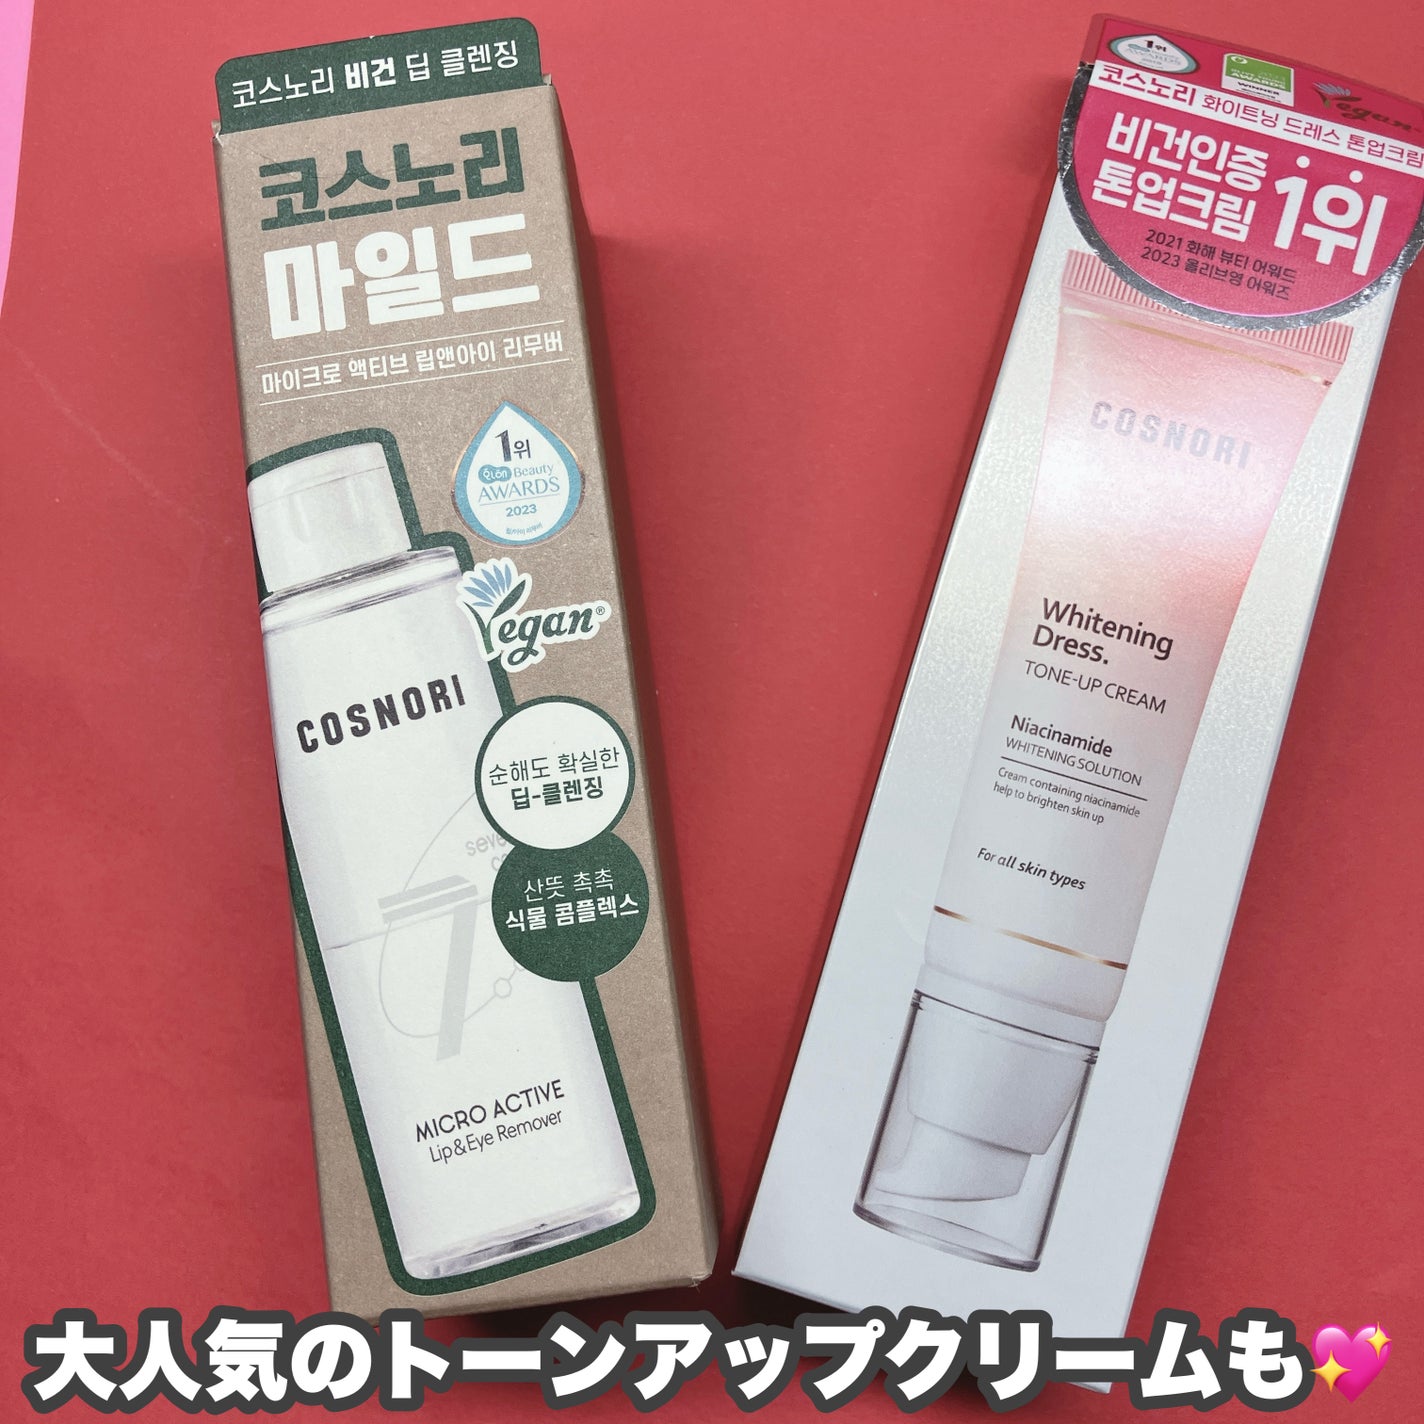 코스노리 비건 딥 클렌징
코스노리
마일드
마이크로 액티브 립앤아이 리무버
1위
Beauty
AWARDS
2023
Vegan®
COSNORI
순해도 확실한
딥-클렌징
산뜻 촉촉
식물 콤플렉스
7
MICRO ACTIVE
Lip&Eye Remover
1위
AWARDS
AWARDS
WINNER
Vegan
코스노리 화이트닝 드레스 톤업크림
비건인증
톤업크림 1위
2021 화해 뷰티 어워드
2023 올리브영 어워즈
COSNORI
Whitening
Dress.
TONE-UP CREAM
Niacinamide
WHITENING SOLUTION
Cream containing niacinamide
help to brighten skin up
For all skin types
大人気のトーンアップクリームも💖